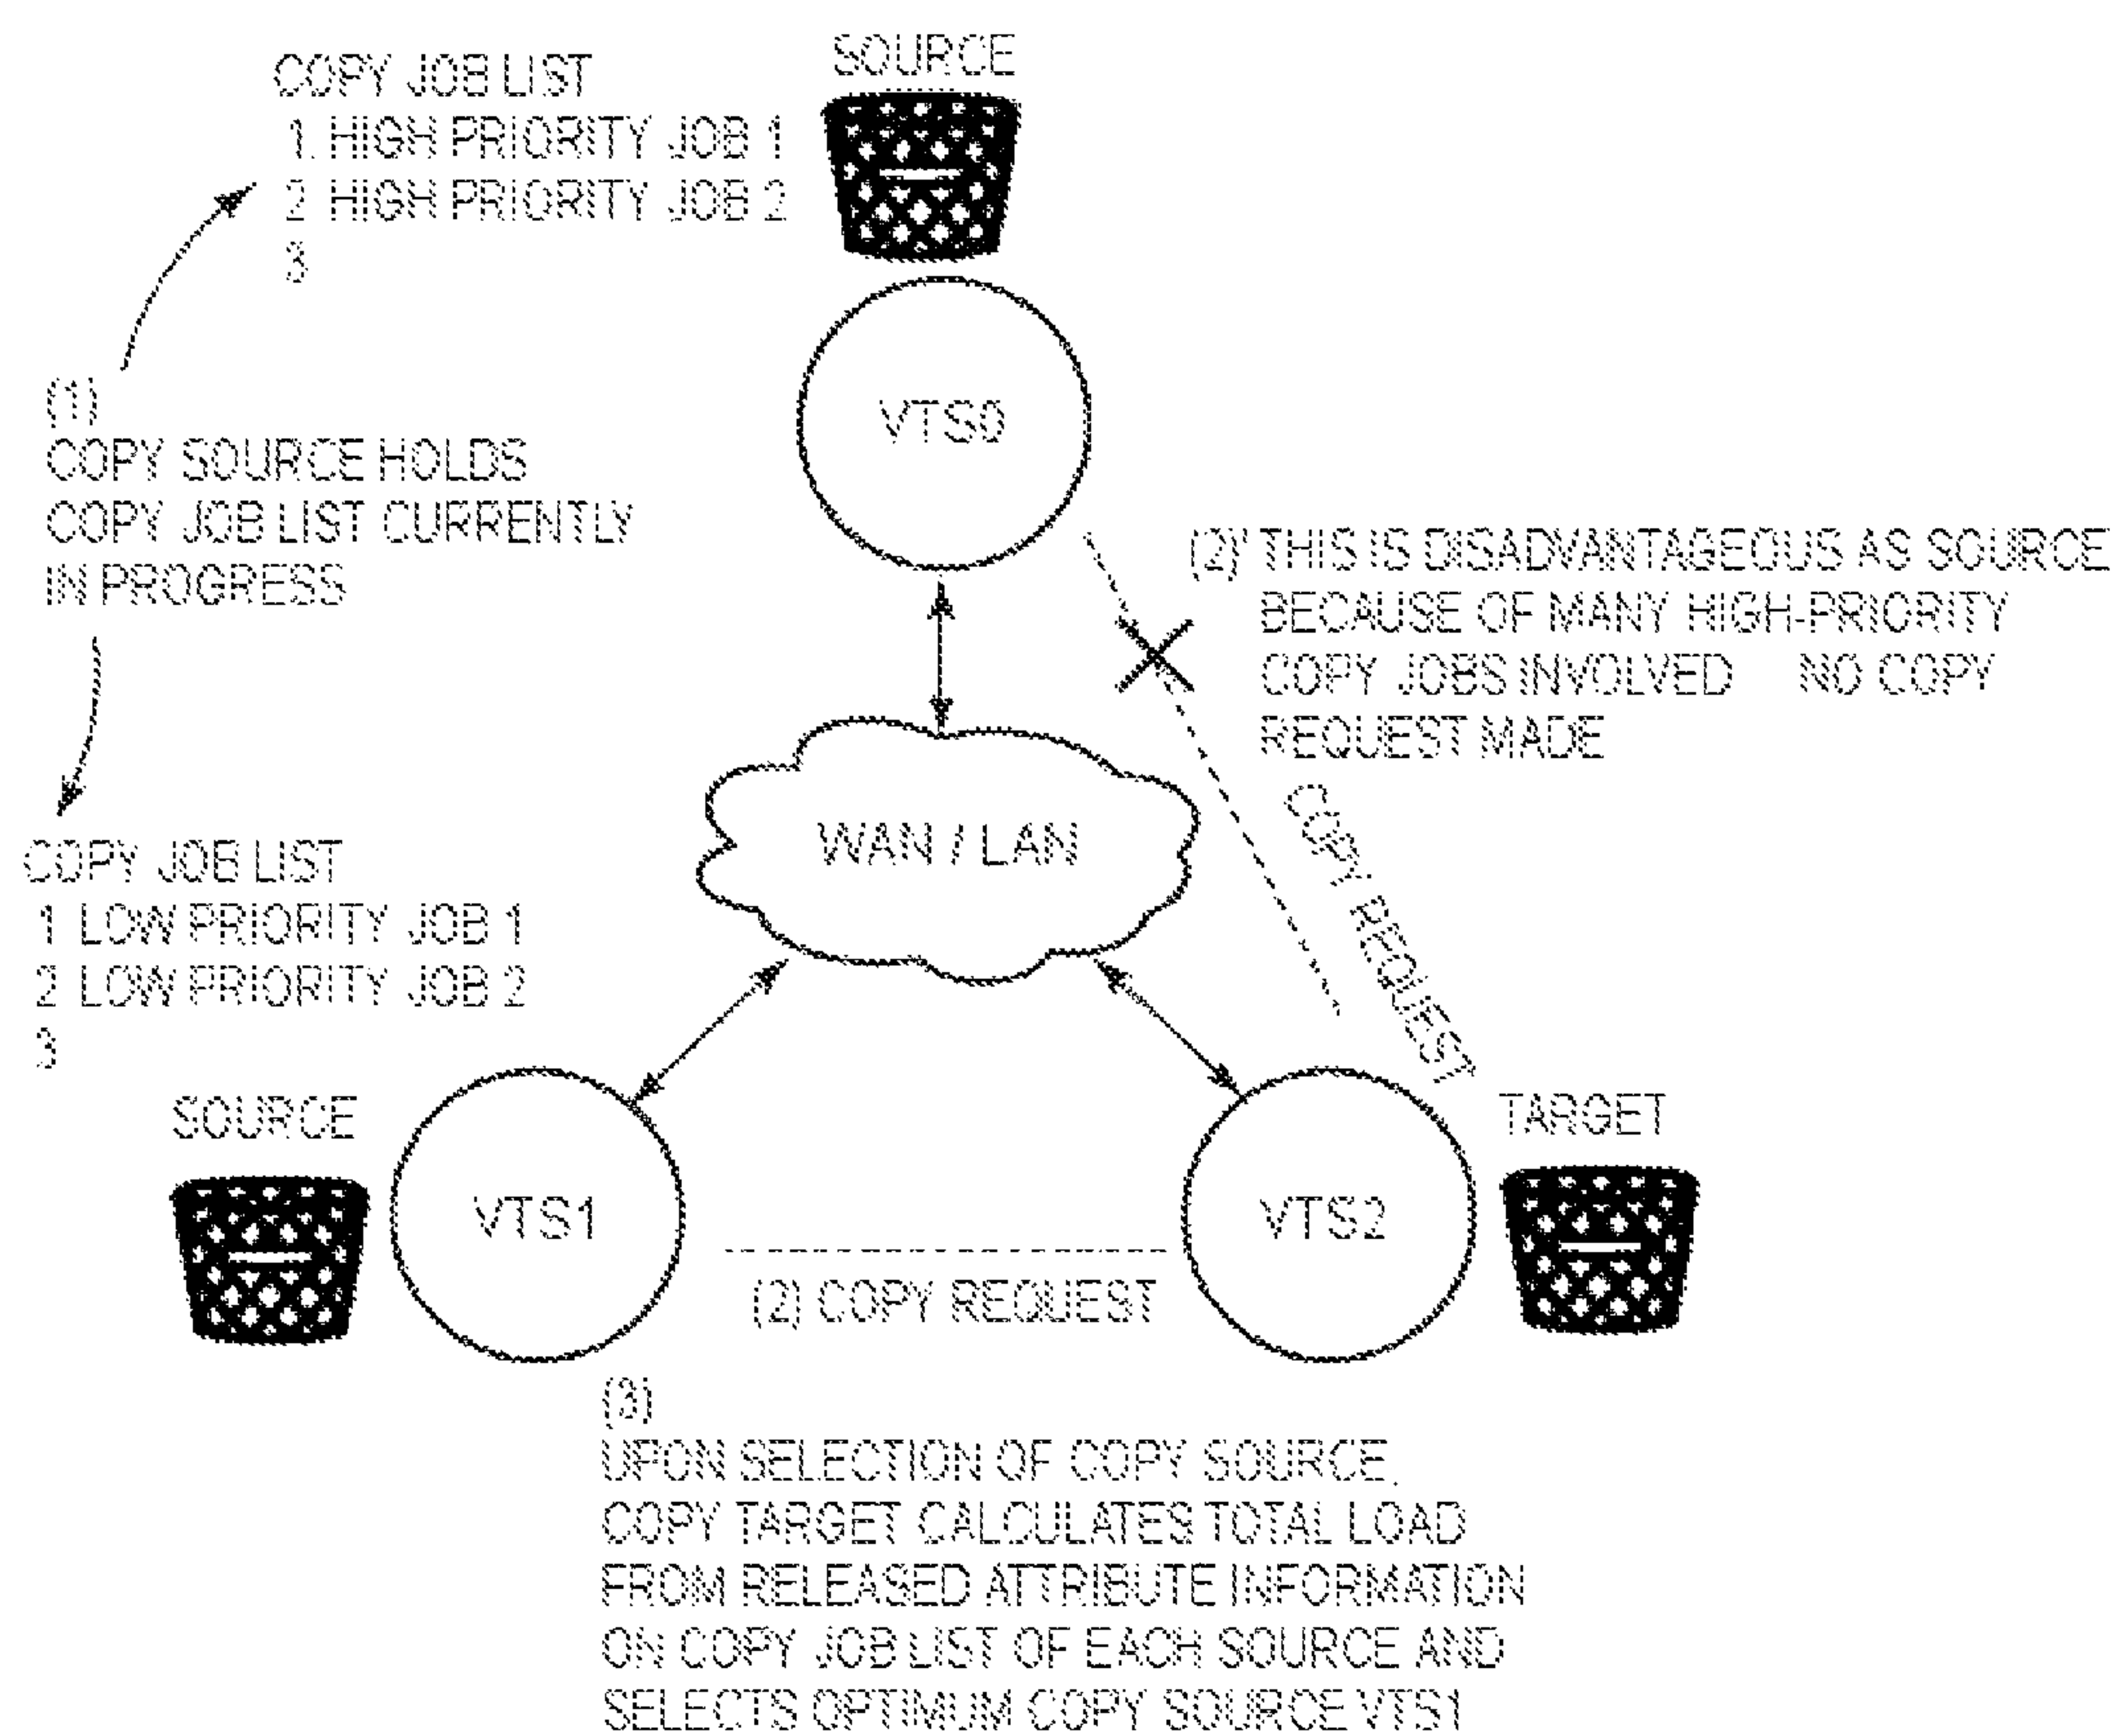 COPY JOB LIST
1. HIGH PRIORITY JOB 1
2 HIGH PRIORITY JOB 2
3
SOURCE
VTS0
(1)
COPY SOURCE HOLDS
COPY JOB LIST CURRENTLY
IN PROGRESS
(2)' THIS IS DISADVANTAGEOUS AS SOURCE
BECAUSE OF MANY HIGH-PRIORITY
COPY JOBS INVOLVED NO COPY
REQUEST MADE
COPY REQUEST
WAN / LAN
COPY JOB LIST
1 LOW PRIORITY JOB 1
2 LOW PRIORITY JOB 2
3
SOURCE
VTS1
VTS2
TARGET
(2) COPY REQUEST
(3)
UPON SELECTION OF COPY SOURCE,
COPY TARGET CALCULATES TOTAL LOAD
FROM RELEASED ATTRIBUTE INFORMATION
ON COPY JOB LIST OF EACH SOURCE AND
SELECTS OPTIMUM COPY SOURCE VTS1